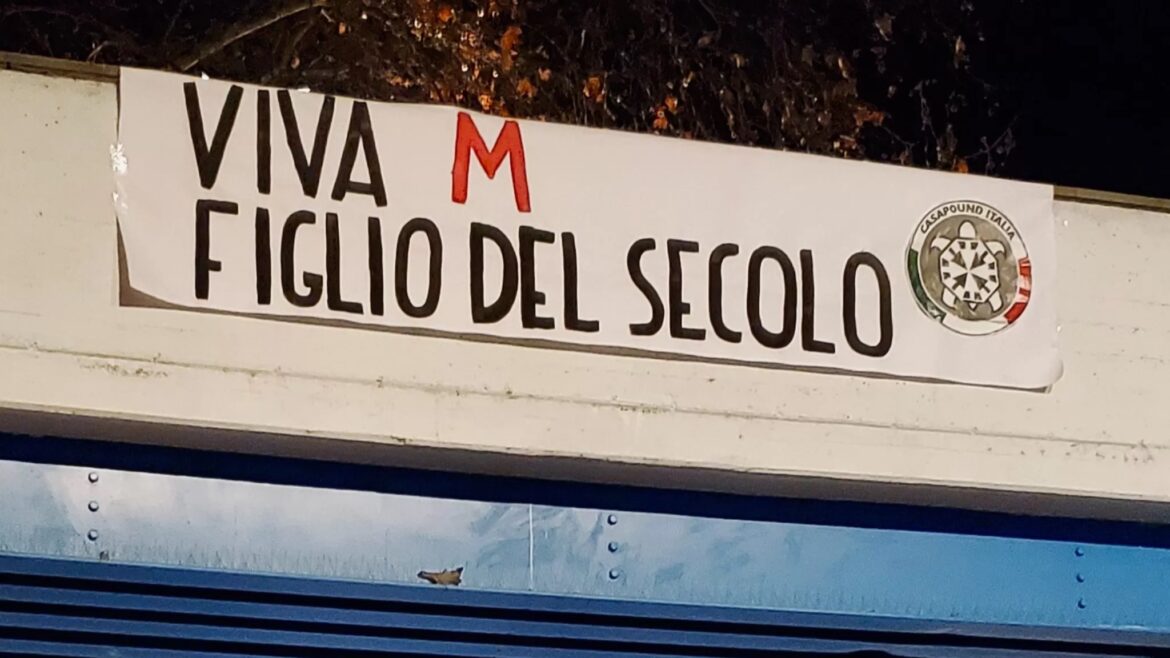 VIVA M
FIGLIO DEL SECOLO
CASAPOUND ITALIA